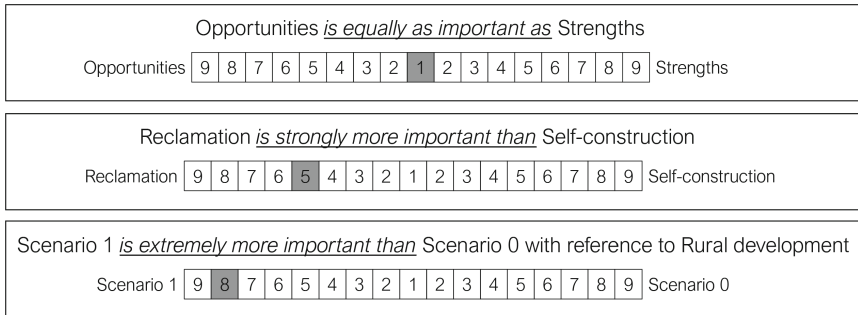 Opportunities is equally as important as Strengths
Opportunities 9 8 7 6 5 4 3 2 1 2 3 4 5 6 7 8 9 Strengths
Reclamation is strongly more important than Self-construction
Reclamation 9 8 7 6 5 4 3 2 1 2 3 4 5 6 7 8 9 Self-construction
Scenario 1 is extremely more important than Scenario 0 with reference to Rural development
Scenario 1 9 8 7 6 5 4 3 2 1 2 3 4 5 6 7 8 9 Scenario 0